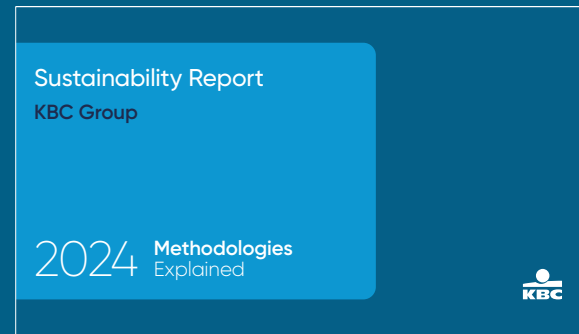 Sustainability Report
KBC Group
2024 Methodologies
Explained
KBC